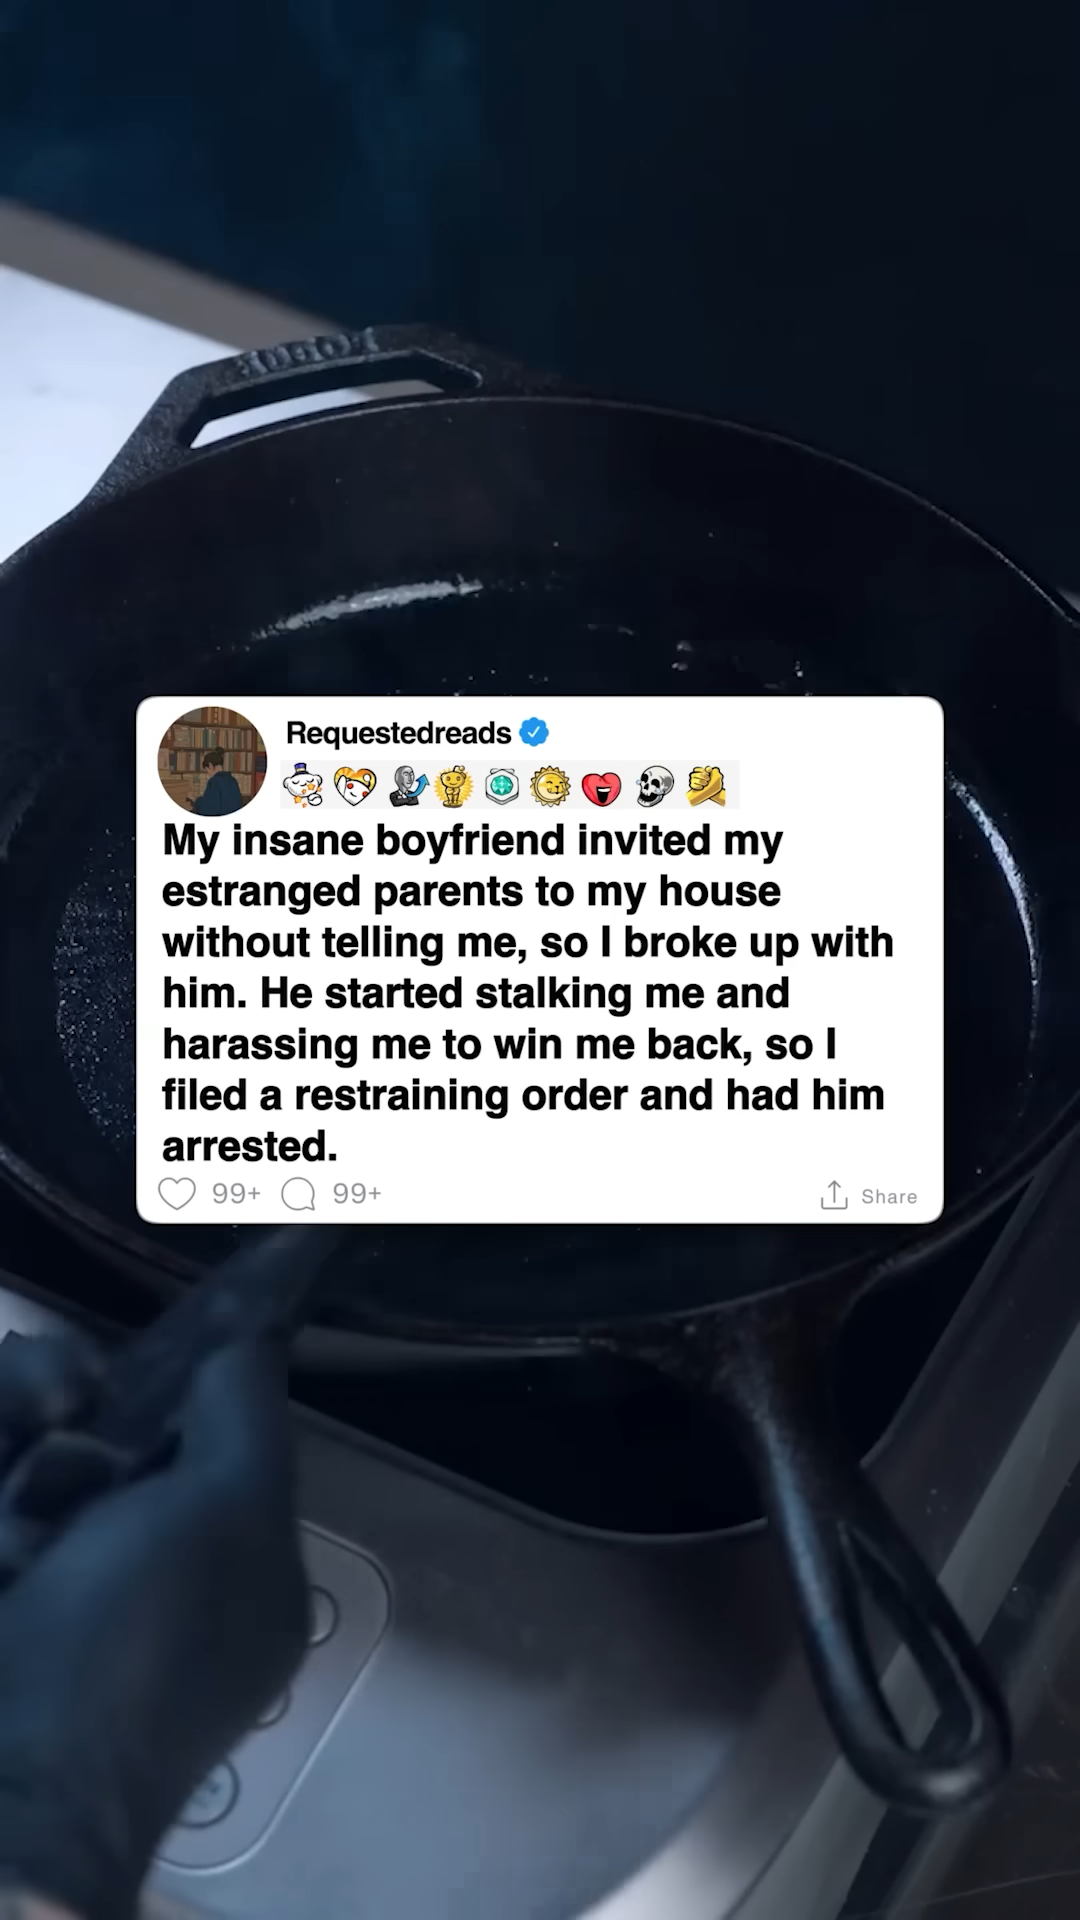 LODGE
Requestedreads
My insane boyfriend invited my
estranged parents to my house
without telling me, so I broke up with
him. He started stalking me and
harassing me to win me back, so I
filed a restraining order and had him
arrested.
99+ 99+ Share